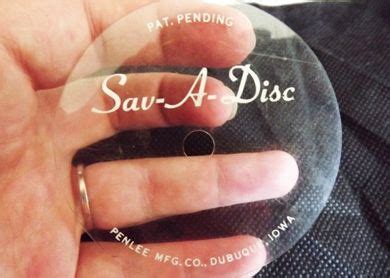 PAT. PENDING
Sav-A-Disc
PENLEE MFG. CO., DUBUQUE, IOWA